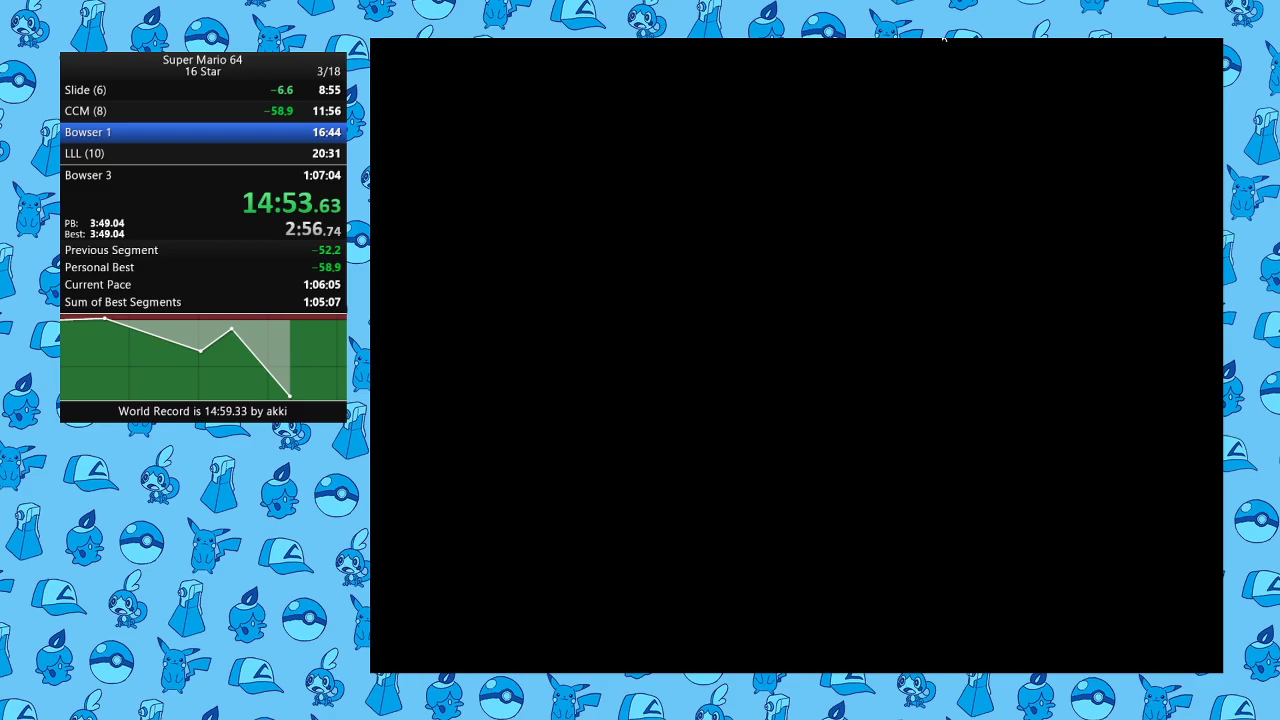 Super Mario 64
16 Star 3/18
Slide (6) −6.6 8:55
CCM (8) −58,9 11:56
Bowser 1 16:44
LLL (10) 20:31
Bowser 3 1:07:04
14:53.63
PB: 3:49.04
Best: 3:49.04
2:56.74
Previous Segment −52,2
Personal Best −58,9
Current Pace 1:06:05
Sum of Best Segments 1:05:07
World Record is 14:59.33 by akki